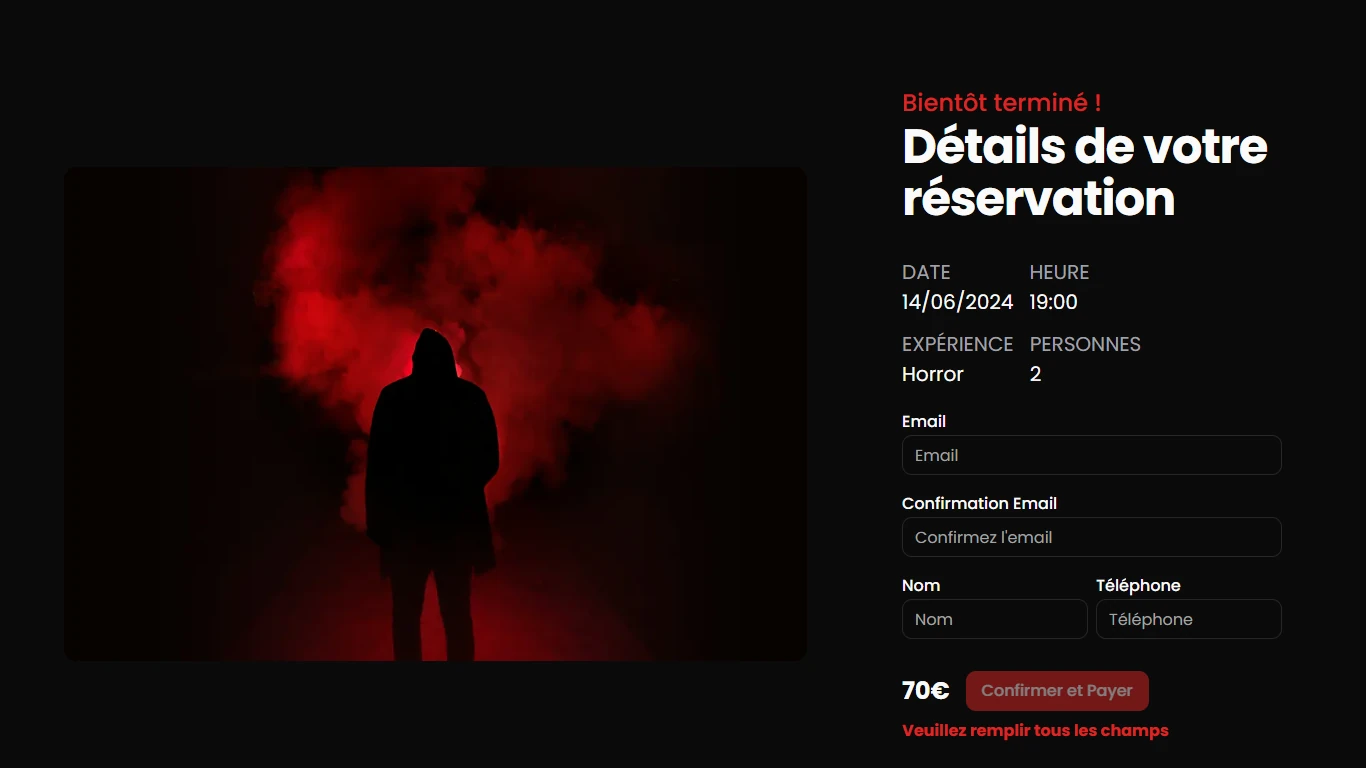 Bientôt terminé !
Détails de votre
réservation
DATE HEURE
14/06/2024 19:00
EXPÉRIENCE PERSONNES
Horror 2
Email
Email
Confirmation Email
Confirmez l'email
Nom Téléphone
Nom Téléphone
70€ Confirmer et Payer
Veuillez remplir tous les champs